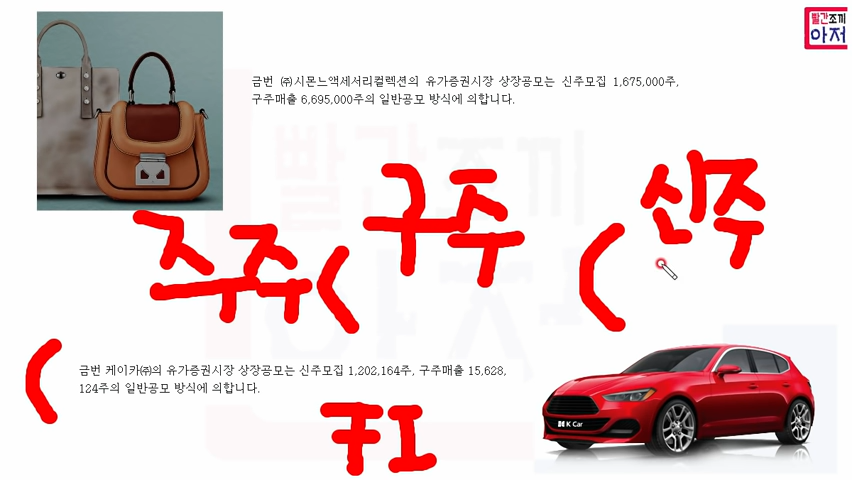 빨간조끼
아저
금번 ㈜시몬느액세서리컬렉션의 유가증권시장 상장공모는 신주모집 1,675,000주,
구주매출 6,695,000주의 일반공모 방식에 의합니다.
빨간조끼
아저
구주
신주
주주
금번 케이카㈜의 유가증권시장 상장공모는 신주모집 1,202,164주, 구주매출 15,628,
124주의 일반공모 방식에 의합니다.
K Car